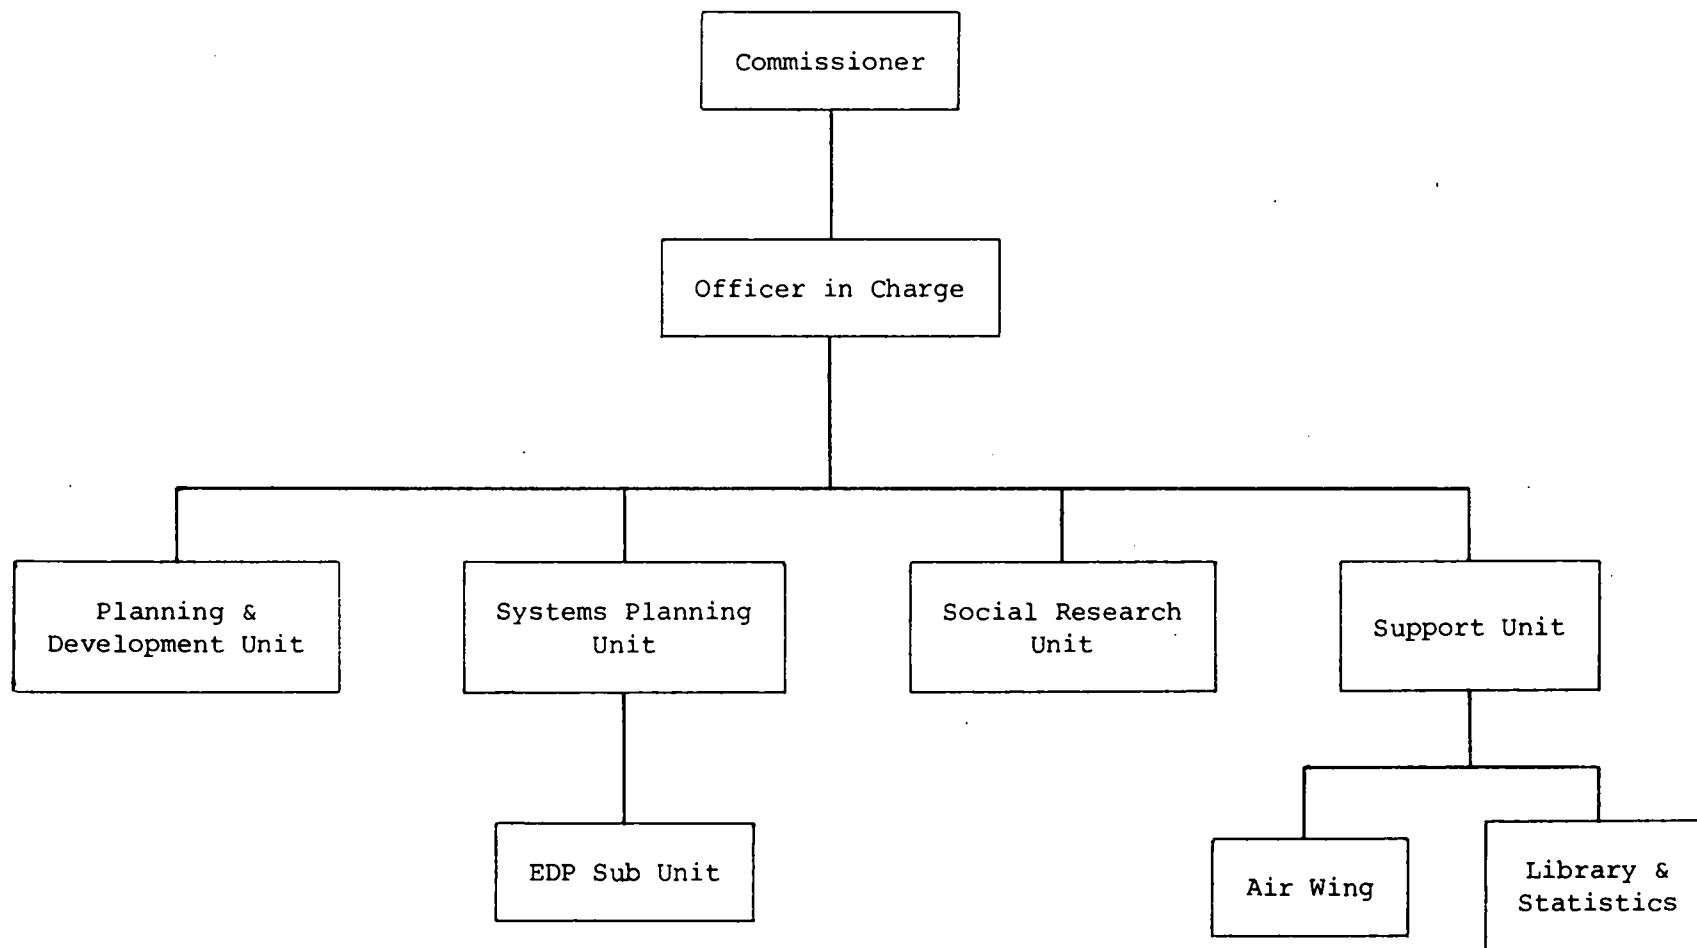 Commissioner
Officer in Charge
Planning &
Development Unit
Systems Planning
Unit
Social Research
Unit
Support Unit
EDP Sub Unit
Air Wing
Library &
Statistics